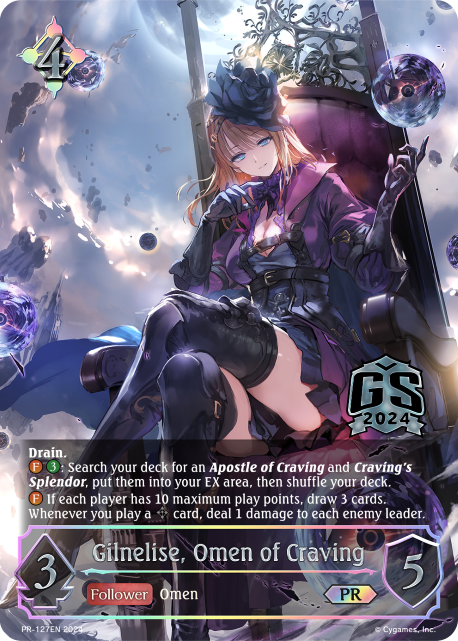 4
GS
2024
Drain.
F 3: Search your deck for an Apostle of Craving and Craving's
Splendor, put them into your EX area, then shuffle your deck.
F If each player has 10 maximum play points, draw 3 cards.
Whenever you play a card, deal 1 damage to each enemy leader.
Gilnelise, Omen of Craving
3
5
Follower Omen
PR
PR-127EN 2024
© Cygames, Inc.